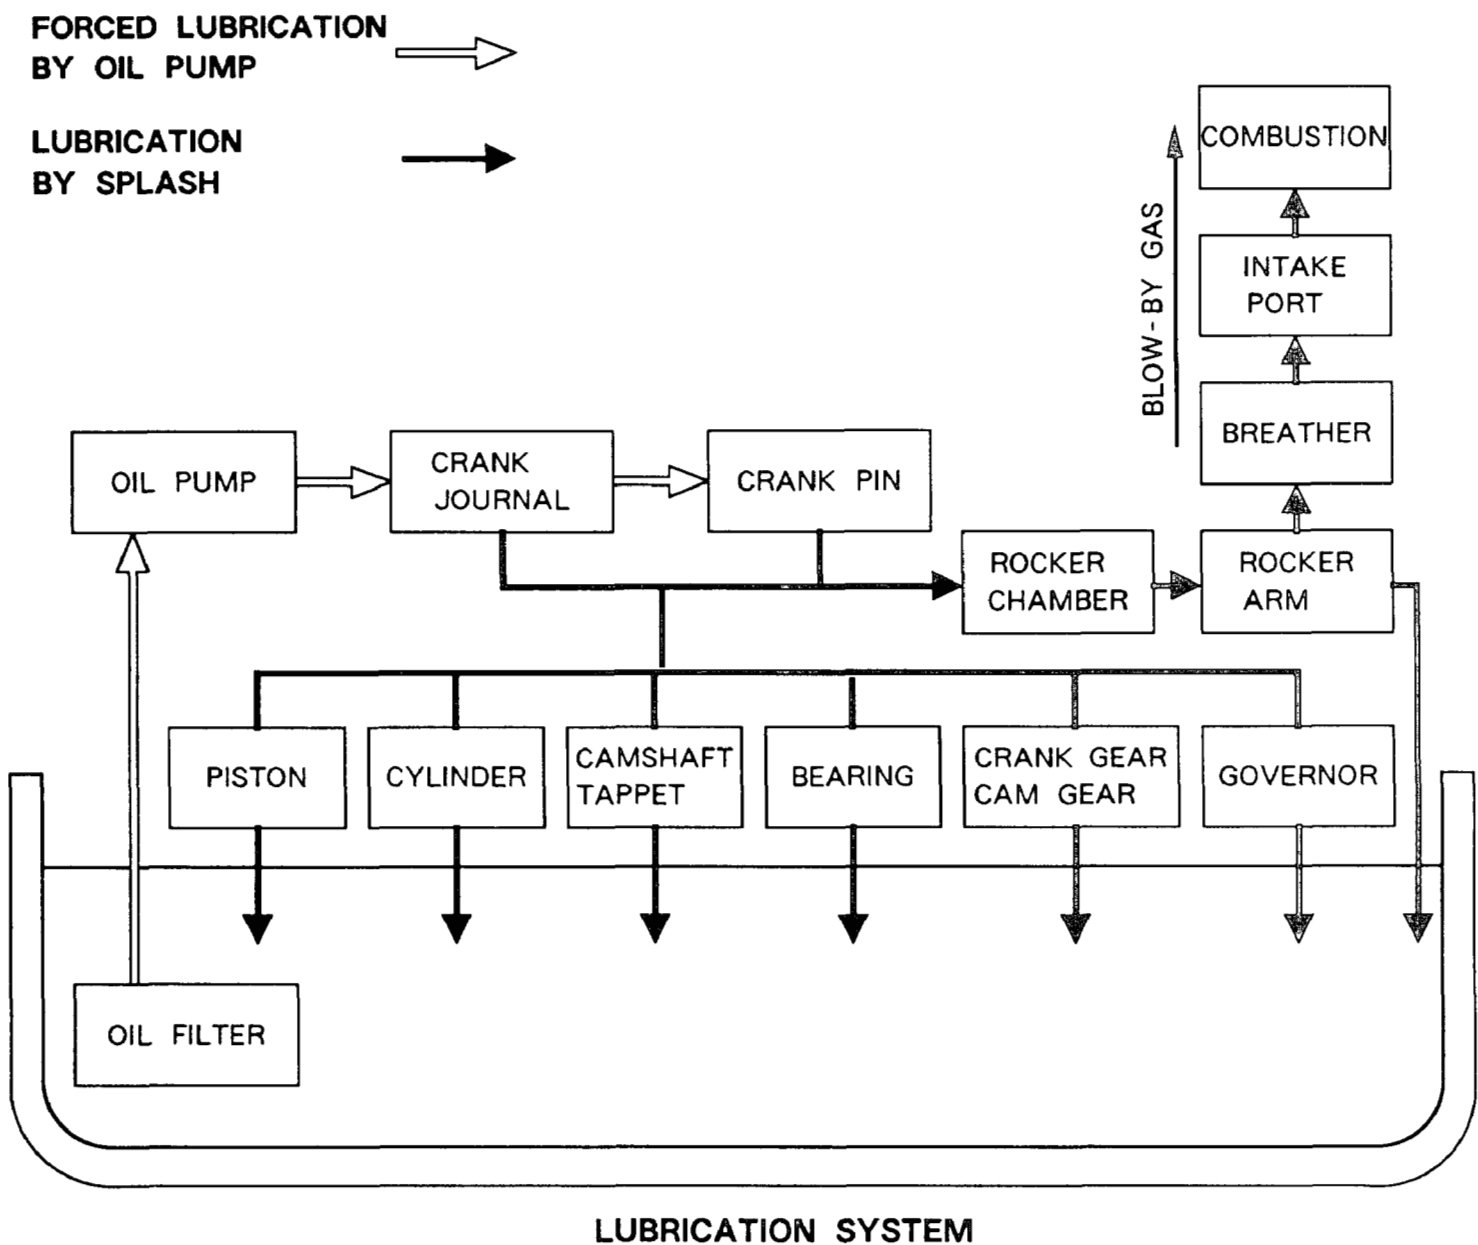 FORCED LUBRICATION
BY OIL PUMP
LUBRICATION
BY SPLASH
COMBUSTION
INTAKE
PORT
BLOW-BY GAS
BREATHER
OIL PUMP
CRANK
JOURNAL
CRANK PIN
ROCKER
CHAMBER
ROCKER
ARM
PISTON
CYLINDER
CAMSHAFT
TAPPET
BEARING
CRANK GEAR
CAM GEAR
GOVERNOR
OIL FILTER
LUBRICATION SYSTEM